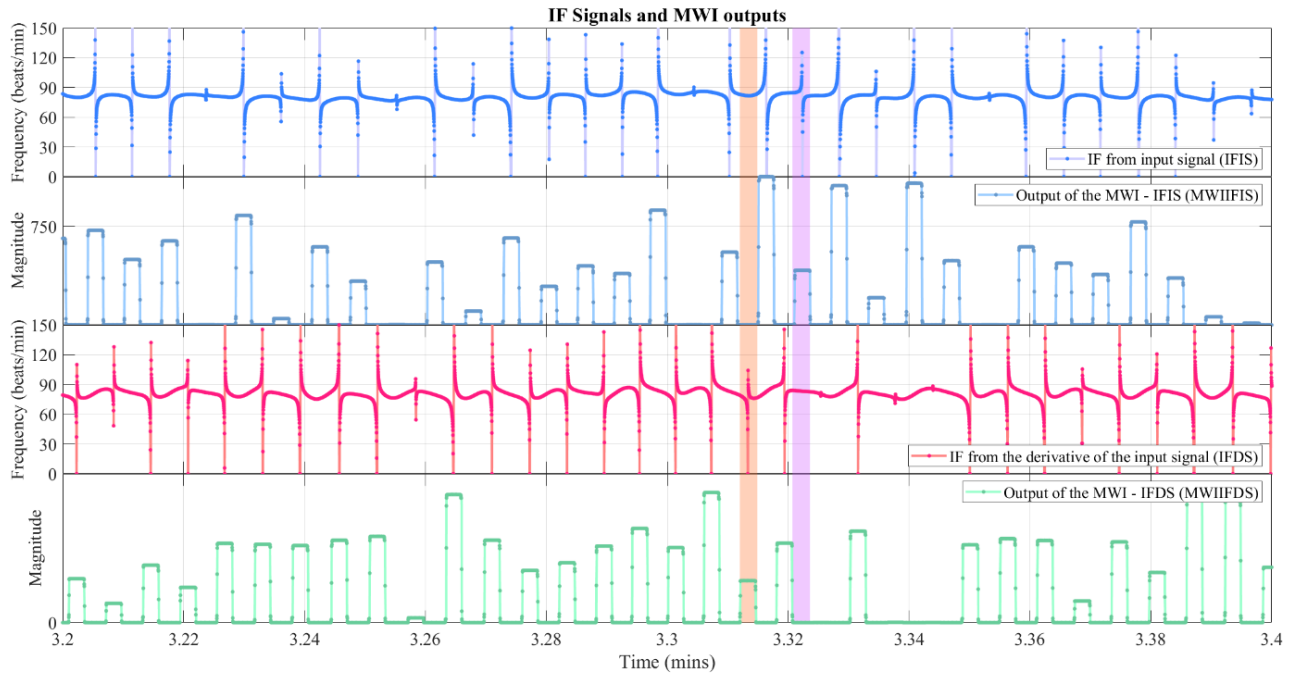 IF Signals and MWI outputs
Frequency (beats/min)
150
120
90
60
30
0
IF from input signal (IFIS)
Magnitude
750
Output of the MWI - IFIS (MWIIFIS)
Frequency (beats/min)
150
120
90
60
30
0
IF from the derivative of the input signal (IFDS)
Magnitude
0
Output of the MWI - IFDS (MWIIFDS)
3.2 3.22 3.24 3.26 3.28 3.3 3.32 3.34 3.36 3.38 3.4
Time (mins)